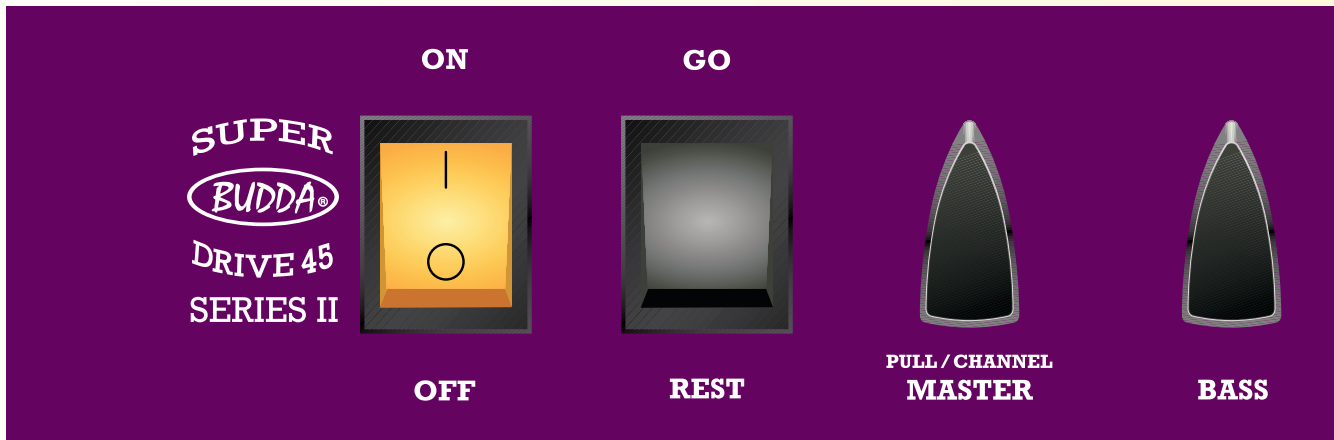 ON
GO
SUPER
BUDDA®
DRIVE 45
SERIES II
PULL / CHANNEL
OFF
REST
MASTER
BASS